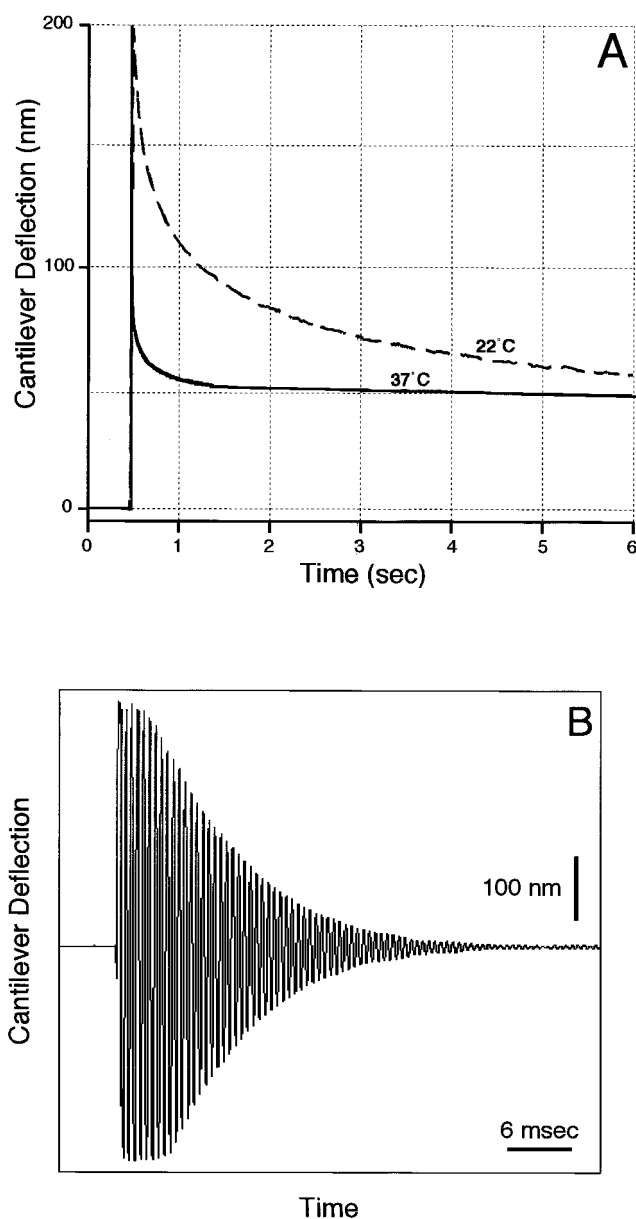 A
200
100
0
Cantilever Deflection (nm)
22°C
37°C
0 1 2 3 4 5 6
Time (sec)
B
Cantilever Deflection
100 nm
6 msec
Time